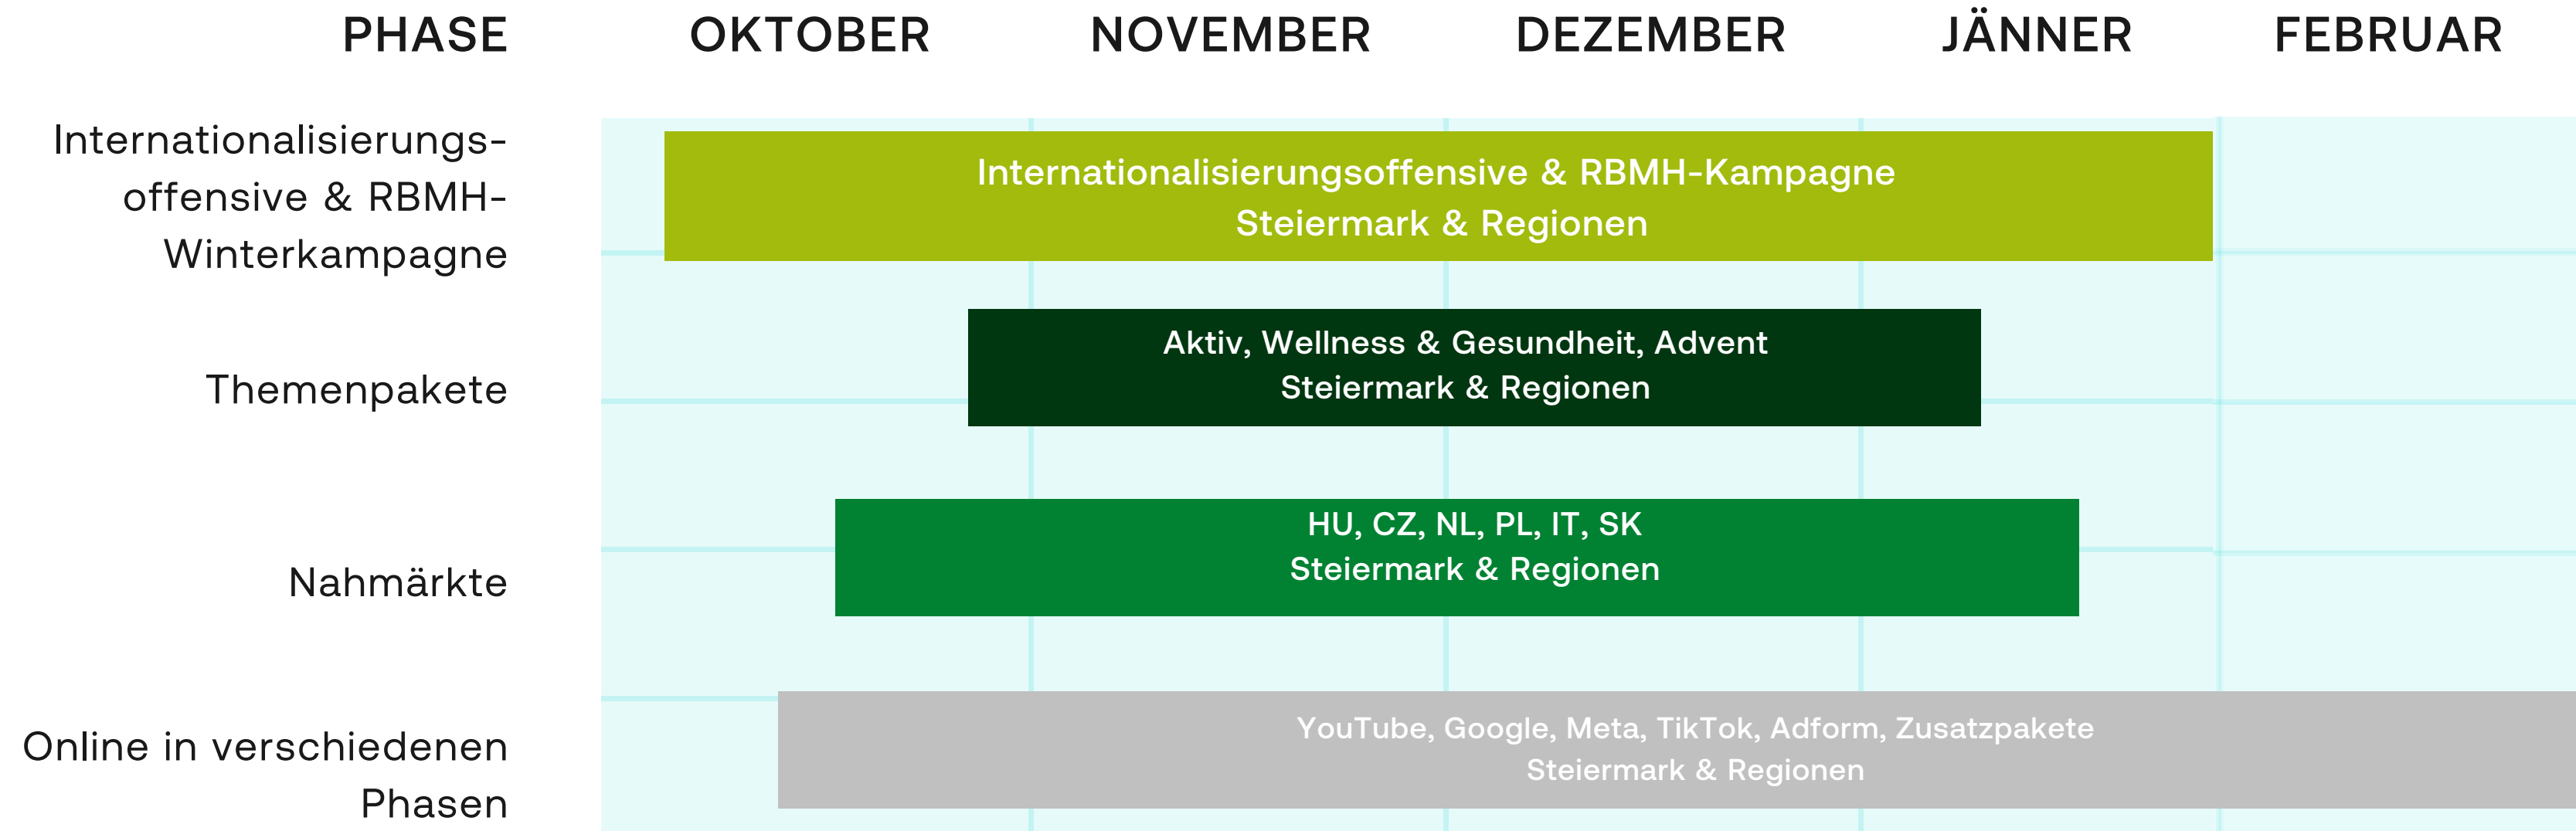 PHASE OKTOBER NOVEMBER DEZEMBER JÄNNER FEBRUAR
Internationalisierungs-
offensive & RBMH-
Winterkampagne
Internationalisierungsoffensive & RBMH-Kampagne
Steiermark & Regionen
Themenpakete
Aktiv, Wellness & Gesundheit, Advent
Steiermark & Regionen
Nahmärkte
HU, CZ, NL, PL, IT, SK
Steiermark & Regionen
Online in verschiedenen
Phasen
YouTube, Google, Meta, TikTok, Adform, Zusatzpakete
Steiermark & Regionen